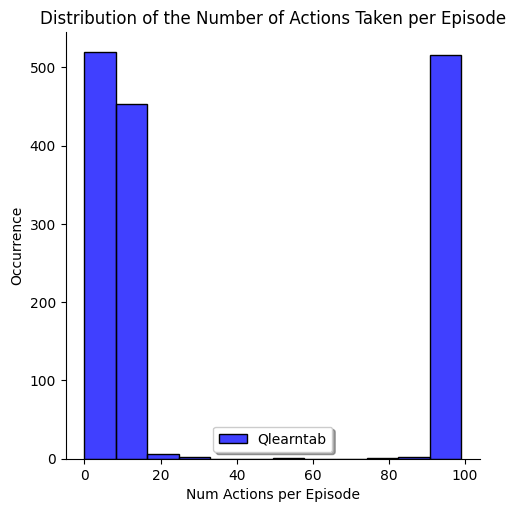 Distribution of the Number of Actions Taken per Episode
Occurrence
500
400
300
200
100
0
Qlearntab
0 20 40 60 80 100
Num Actions per Episode